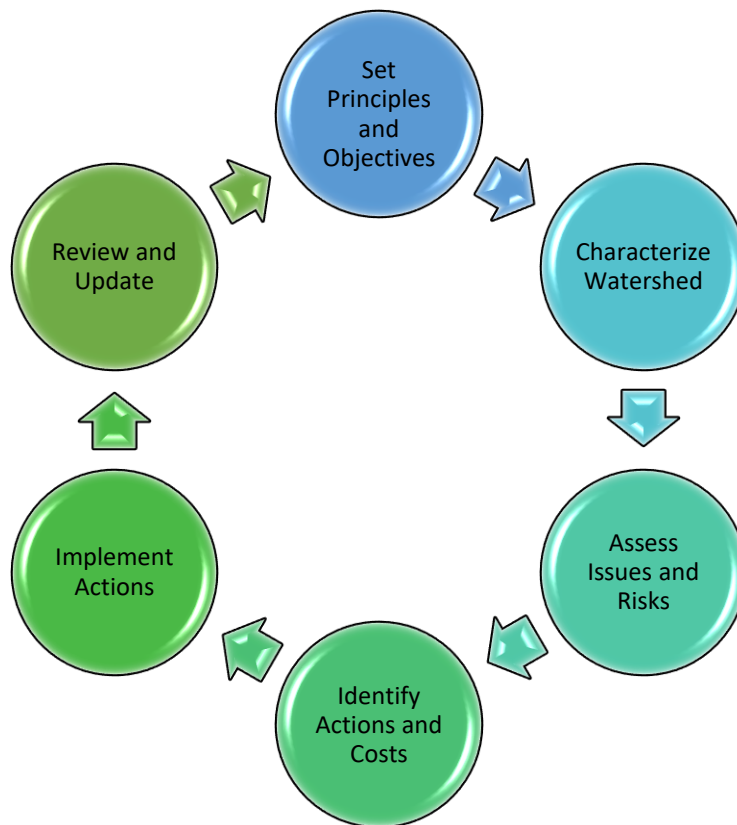 Set
Principles
and
Objectives
Characterize
Watershed
Assess
Issues and
Risks
Identify
Actions and
Costs
Implement
Actions
Review and
Update